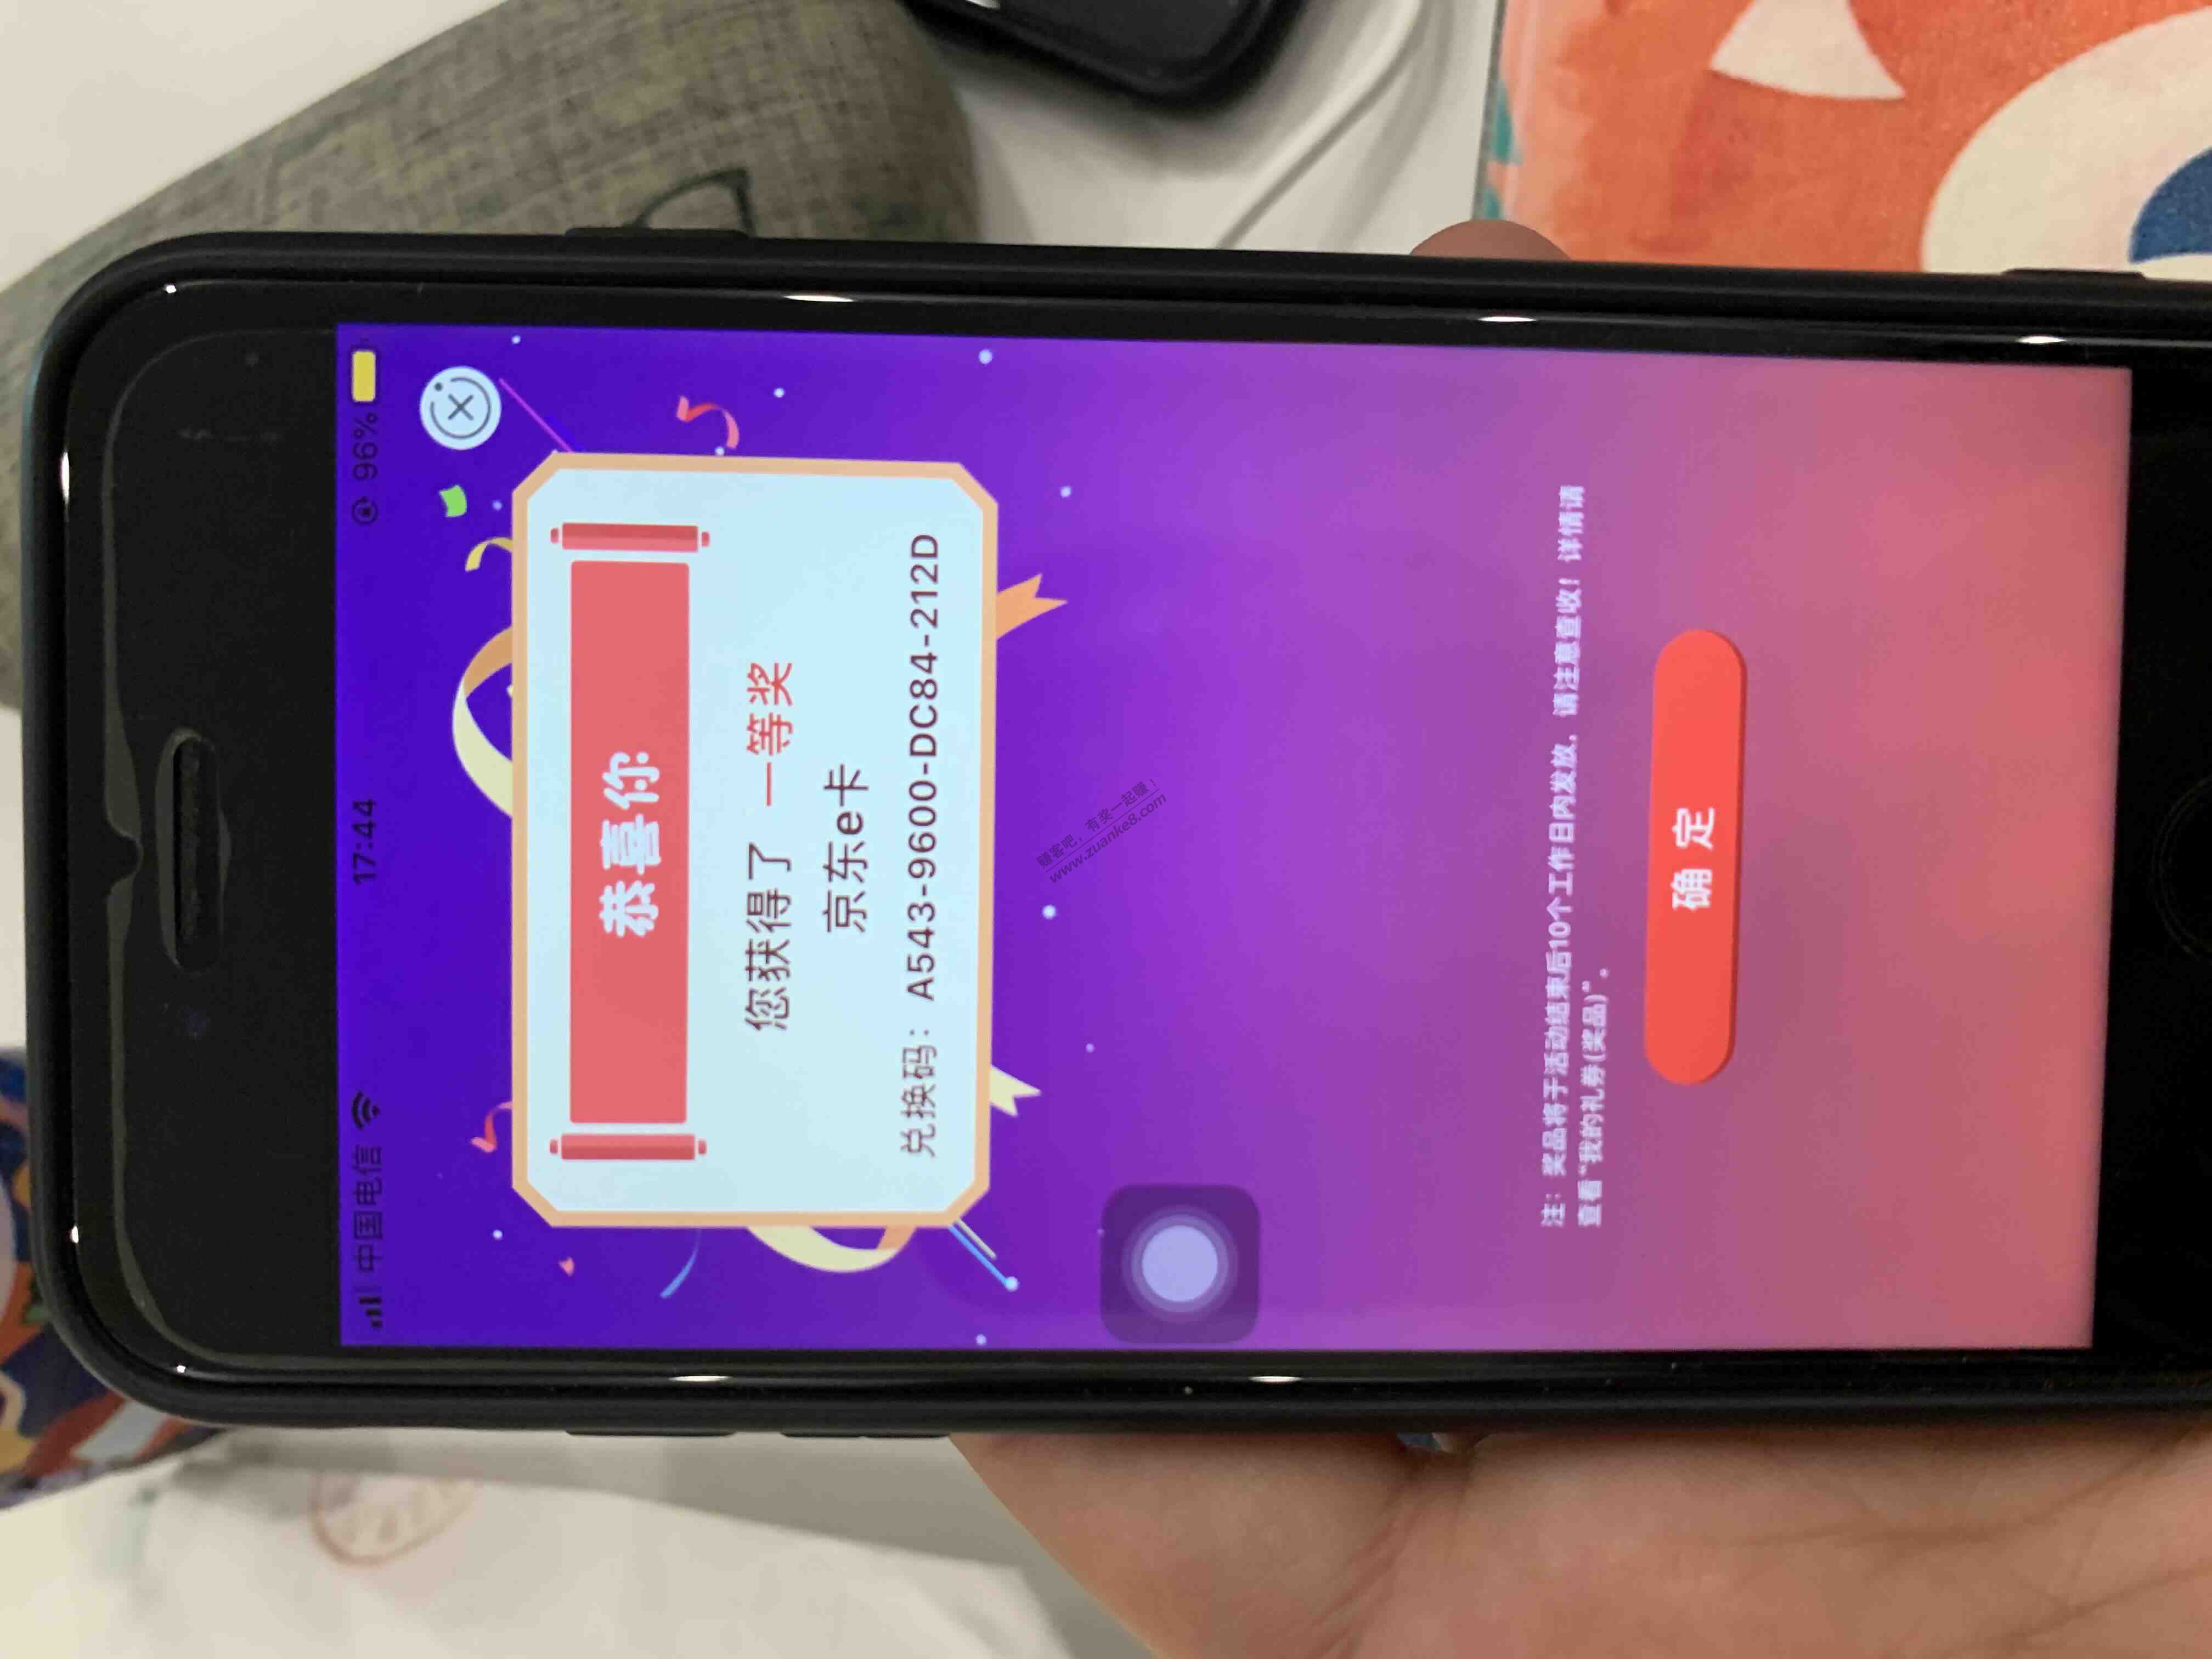 中国电信
17:44
96%
恭喜你
您获得了 一等奖
京东e卡
兑换码：A543-9600-DC84-212D
赚客吧，有奖一起赚！
www.zuanke8.com
注：奖品将于活动结束后10个工作日内发放，请注意查收！详情请
查看“我的礼券(奖品)”。
确定